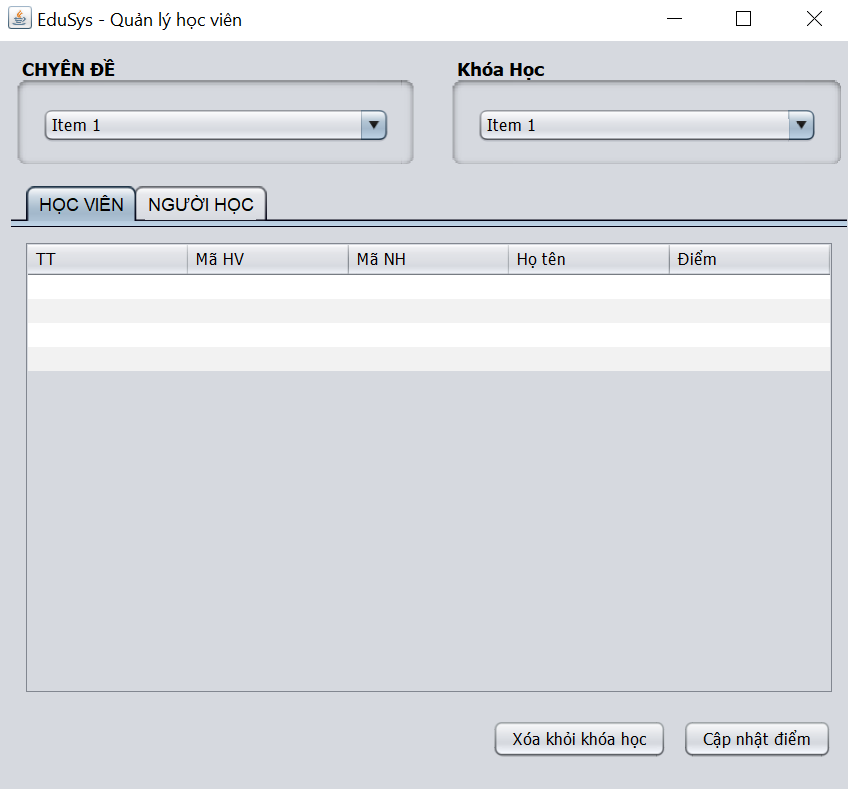 EduSys - Quản lý học viên
CHYÊN ĐỀ
Khóa Học
Item 1
Item 1
HỌC VIÊN
NGƯỜI HỌC
TT
Mã HV
Mã NH
Họ tên
Điểm
Xóa khỏi khóa học
Cập nhật điểm